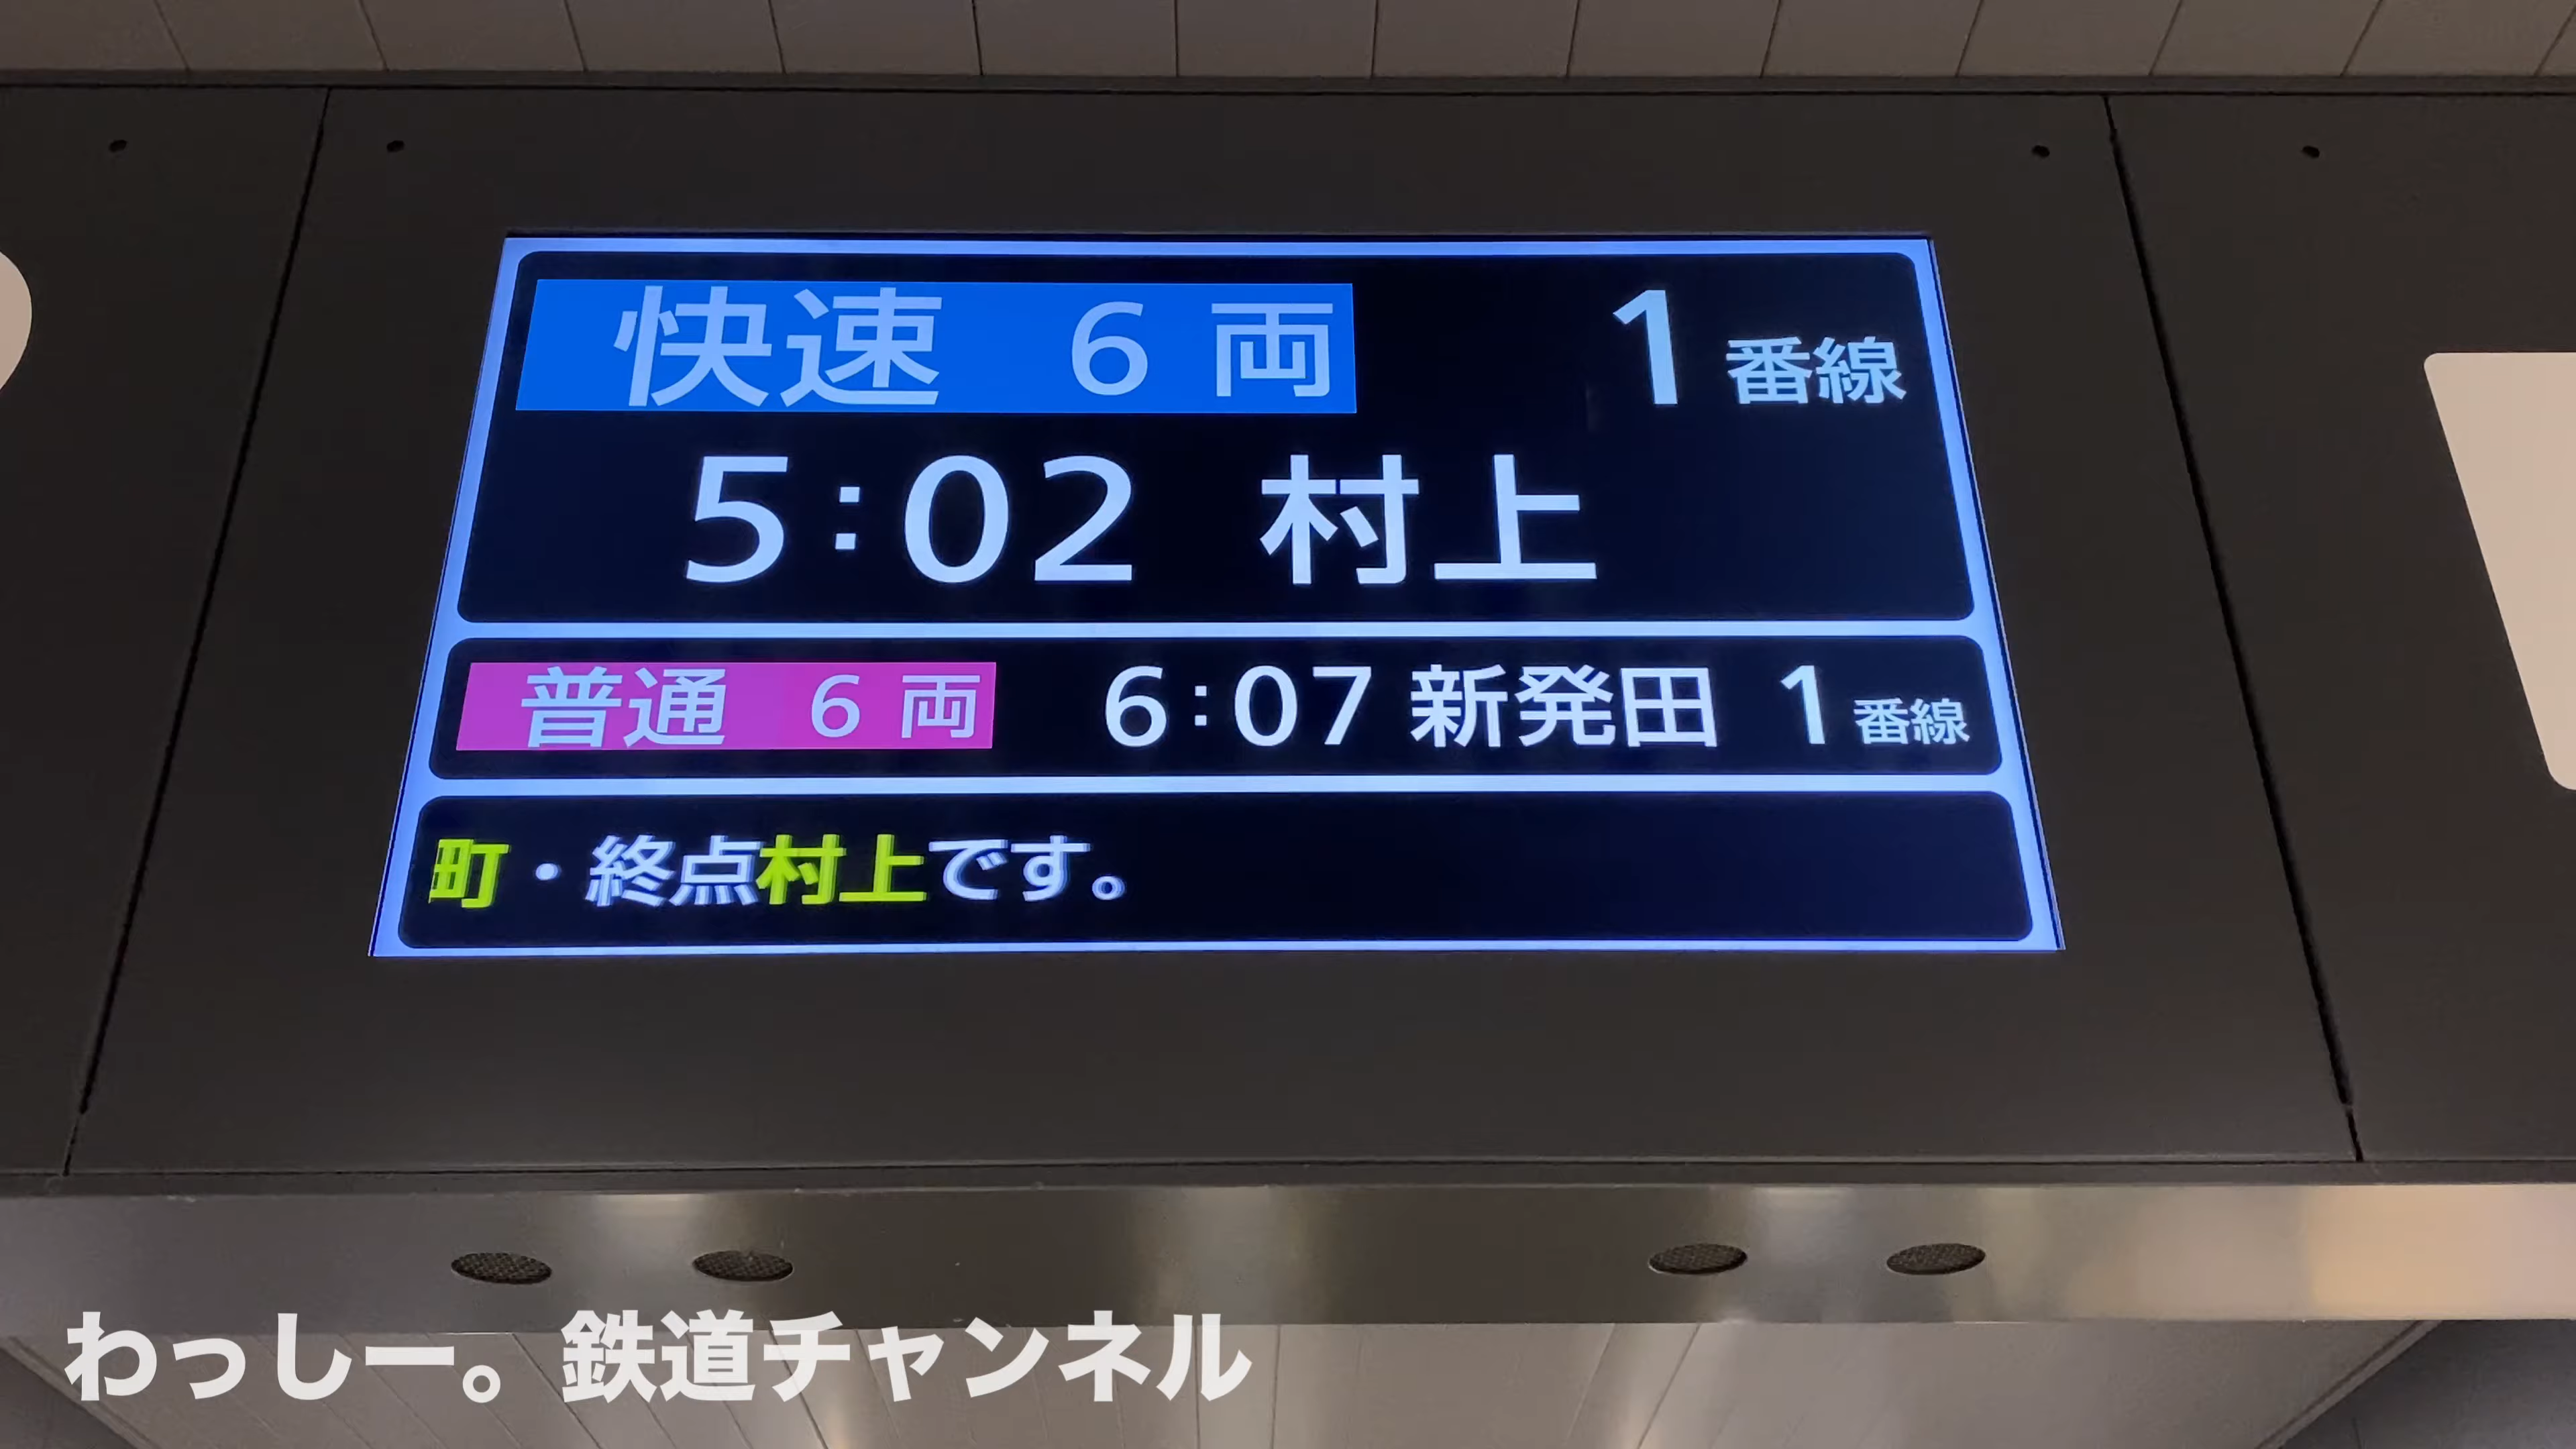 快速 6両 1番線
5:02 村上
普通 6両 6:07 新発田 1番線
町・終点村上です。
わっしー。鉄道チャンネル